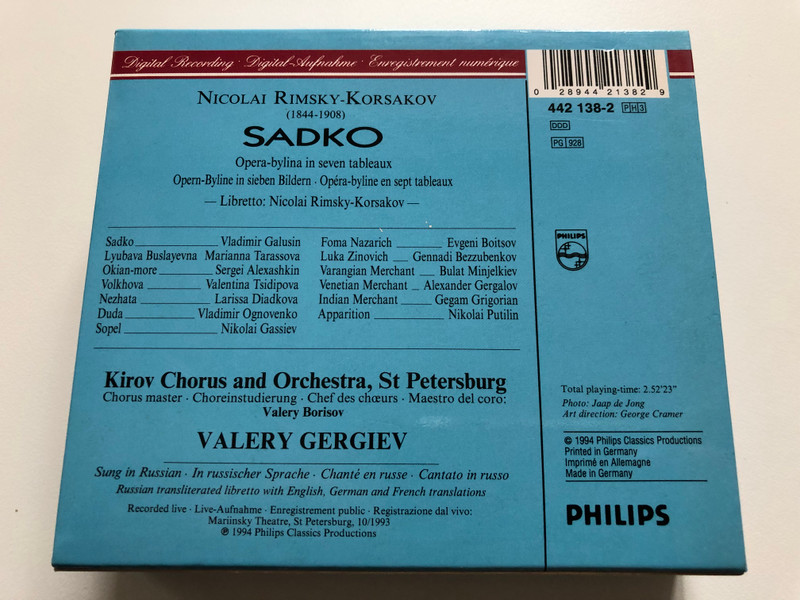 Digital Recording · Digital-Aufnahme · Enregistrement numérique
NICOLAI RIMSKY-KORSAKOV
(1844-1908)
SADKO
Opera-bylina in seven tableaux
Opern-Byline in sieben Bildern · Opéra-byline en sept tableaux
— Libretto: Nicolai Rimsky-Korsakov —
Sadko Vladimir Galusin
Lyubava Buslayevna Marianna Tarassova
Okian-more Sergei Alexashkin
Volkhova Valentina Tsidipova
Nezhata Larissa Diadkova
Duda Vladimir Ognovenko
Sopel Nikolai Gassiev
Foma Nazarich Evgeni Boitsov
Luka Zinovich Gennadi Bezzubenkov
Varangian Merchant Bulat Minjelkiev
Venetian Merchant Alexander Gergalov
Indian Merchant Gegam Grigorian
Apparition Nikolai Putilin
Kirov Chorus and Orchestra, St Petersburg
Chorus master · Choreinstudierung · Chef des chœurs · Maestro del coro:
Valery Borisov
VALERY GERGIEV
Sung in Russian · In russischer Sprache · Chanté en russe · Cantato in russo
Russian transliterated libretto with English, German and French translations
Recorded live · Live-Aufnahme · Enregistrement public · Registrazione dal vivo:
Mariinsky Theatre, St Petersburg, 10/1993
℗ 1994 Philips Classics Productions
0 28944 21382 9
442 138-2 PH3
DDD
PG 928
PHILIPS
Total playing-time: 2.52'23"
Photo: Jaap de Jong
Art direction: George Cramer
© 1994 Philips Classics Productions
Printed in Germany
Imprimé en Allemagne
Made in Germany
PHILIPS